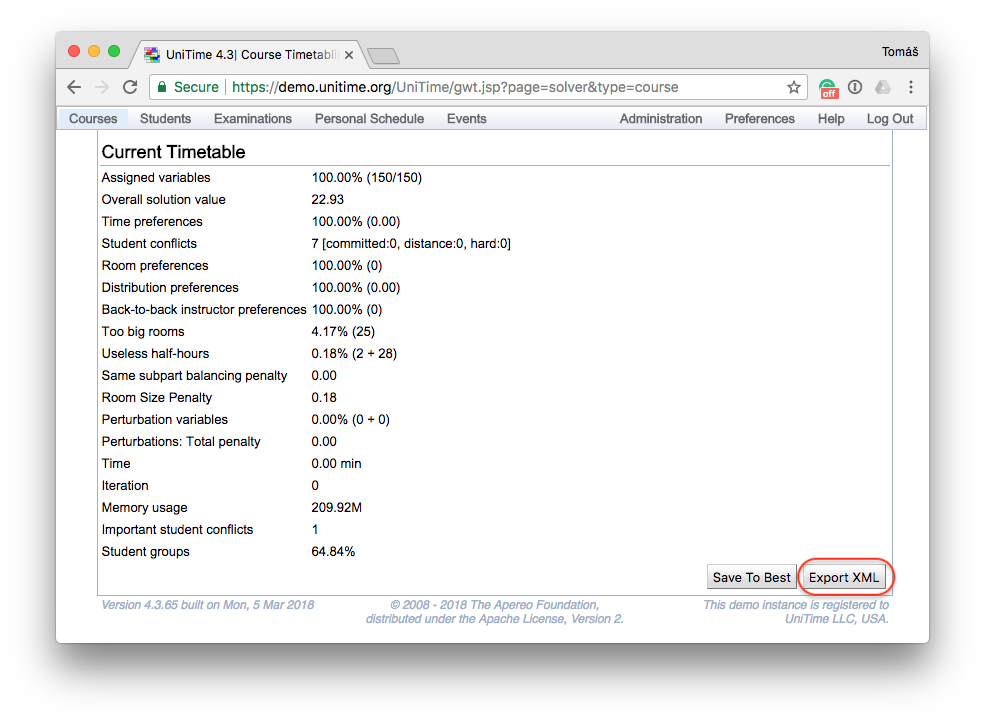 UniTime 4.3| Course Timetabli
Tomáš
Secure https://demo.unitime.org/UniTime/gwt.jsp?page=solver&type=course
off
Courses Students Examinations Personal Schedule Events Administration Preferences Help Log Out
Current Timetable
Assigned variables 100.00% (150/150)
Overall solution value 22.93
Time preferences 100.00% (0.00)
Student conflicts 7 [committed:0, distance:0, hard:0]
Room preferences 100.00% (0)
Distribution preferences 100.00% (0.00)
Back-to-back instructor preferences 100.00% (0)
Too big rooms 4.17% (25)
Useless half-hours 0.18% (2 + 28)
Same subpart balancing penalty 0.00
Room Size Penalty 0.18
Perturbation variables 0.00% (0 + 0)
Perturbations: Total penalty 0.00
Time 0.00 min
Iteration 0
Memory usage 209.92M
Important student conflicts 1
Student groups 64.84%
Save To Best Export XML
Version 4.3.65 built on Mon, 5 Mar 2018 © 2008 - 2018 The Apereo Foundation, This demo instance is registered to
distributed under the Apache License, Version 2. UniTime LLC, USA.